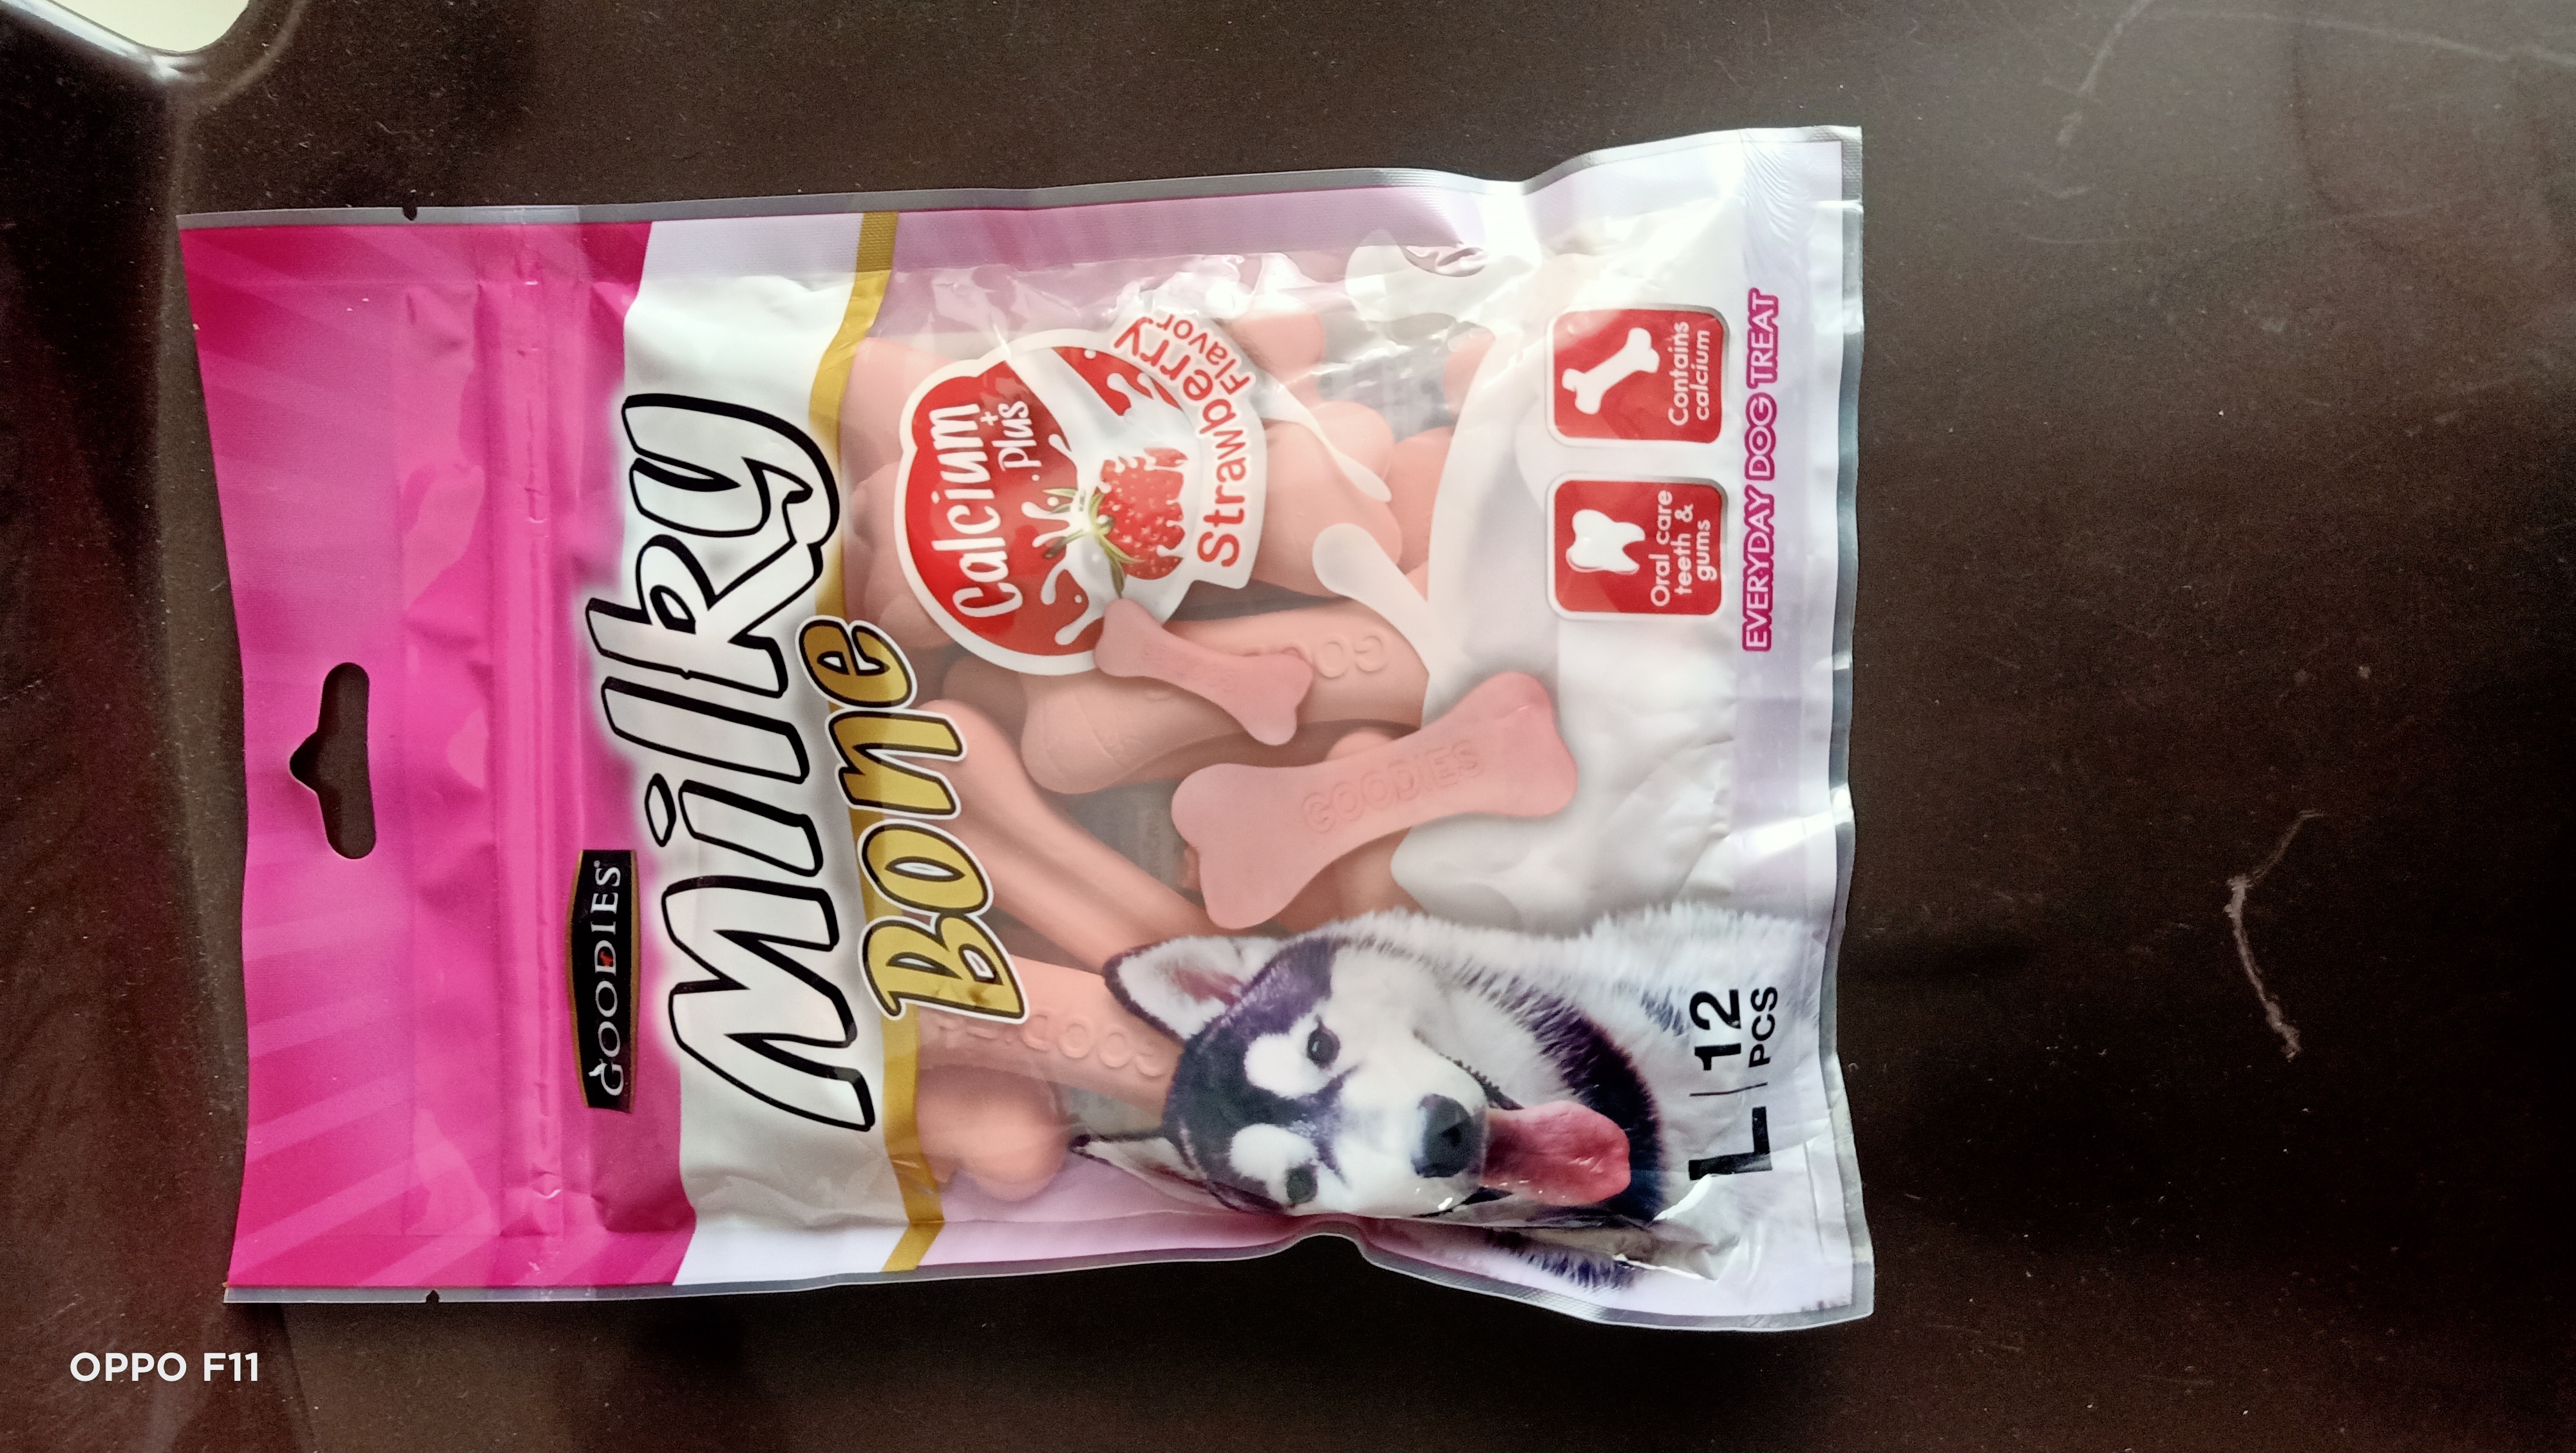 GOODIES®
Milky
Bone
Calcium
Plus+
Strawberry
Flavor
GOODIES
Oral care
teeth &
gums
Contains
calcium
EVERYDAY DOG TREAT
L | 12
PCS
OPPO F11